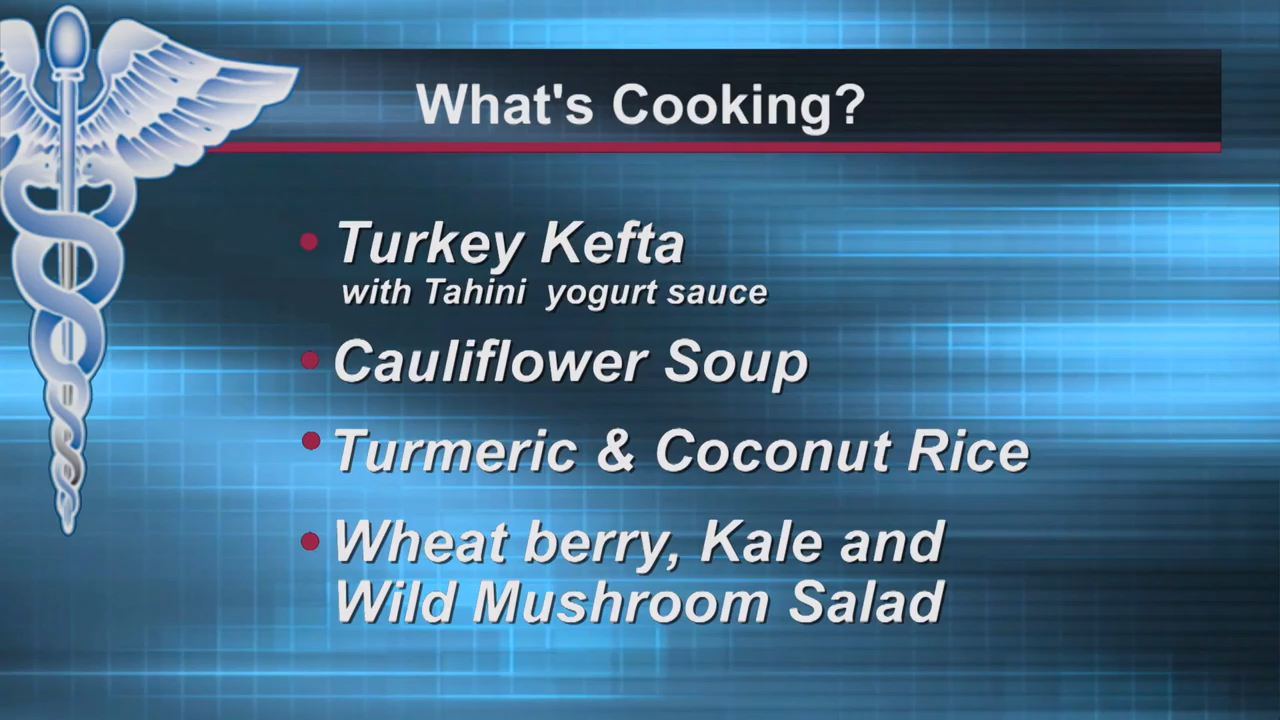 What's Cooking?
Turkey Kefta
with Tahini yogurt sauce
Cauliflower Soup
Turmeric & Coconut Rice
Wheat berry, Kale and
Wild Mushroom Salad